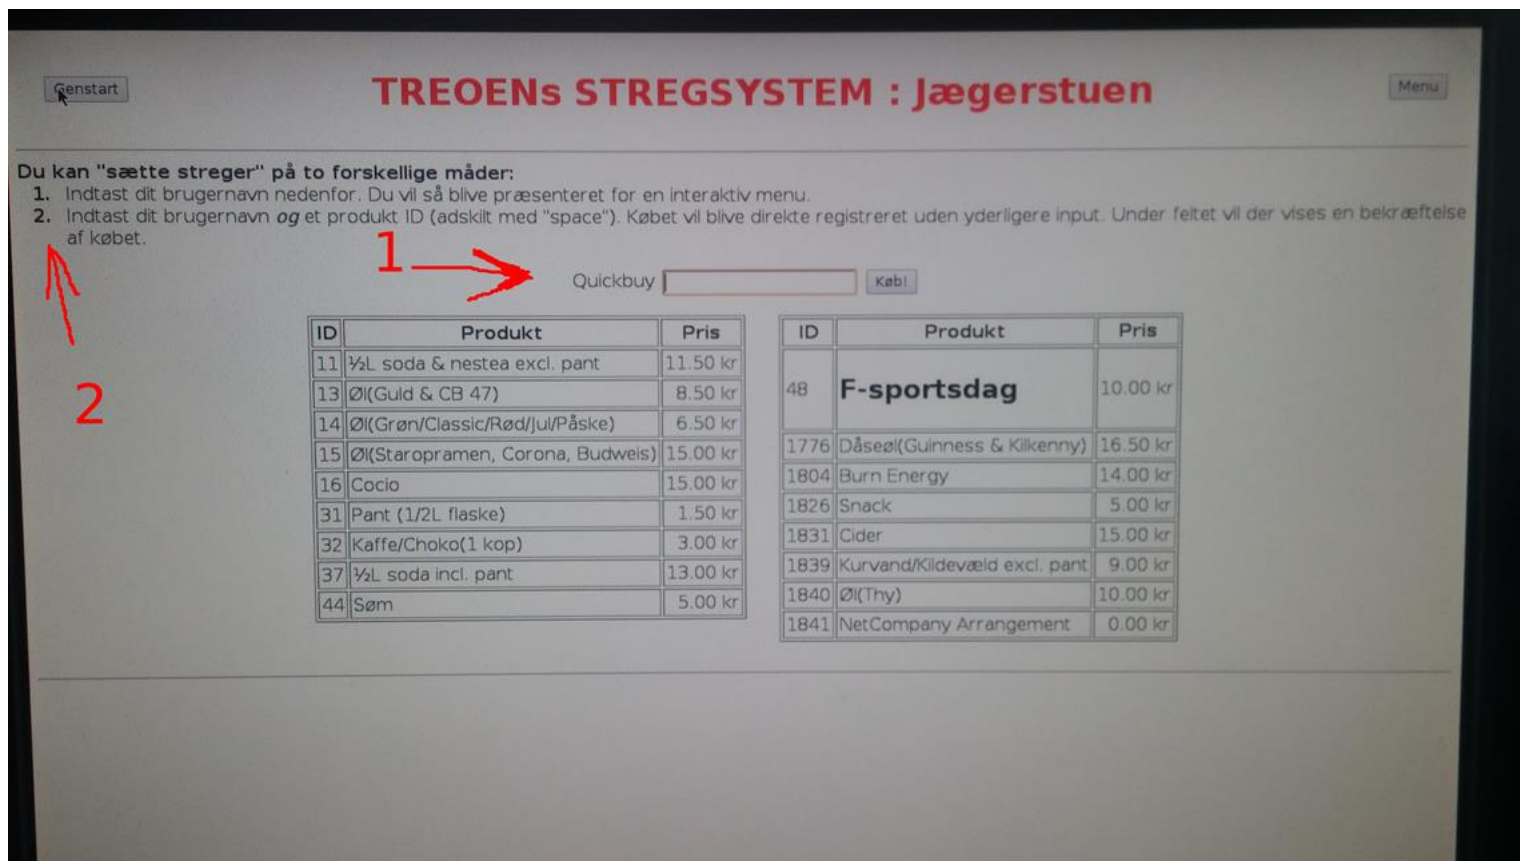 Genstart
TREOENs STREGSYSTEM : Jægerstuen
Menu
Du kan "sætte streger" på to forskellige måder:
1. Indtast dit brugernavn nedenfor. Du vil så blive præsenteret for en interaktiv menu.
2. Indtast dit brugernavn og et produkt ID (adskilt med "space"). Købet vil blive direkte registreret uden yderligere input. Under feltet vil der vises en bekræftelse
af købet.
1
Quickbuy
Køb!
2
ID Produkt Pris
11 ½L soda & nestea excl. pant 11.50 kr
13 Øl(Guld & CB 47) 8.50 kr
14 Øl(Grøn/Classic/Rød/Jul/Påske) 6.50 kr
15 Øl(Staropramen, Corona, Budweis) 15.00 kr
16 Cocio 15.00 kr
31 Pant (1/2L flaske) 1.50 kr
32 Kaffe/Choko(1 kop) 3.00 kr
37 ½L soda incl. pant 13.00 kr
44 Søm 5.00 kr
ID Produkt Pris
48 F-sportsdag 10.00 kr
1776 Dåseøl(Guinness & Kilkenny) 16.50 kr
1804 Burn Energy 14.00 kr
1826 Snack 5.00 kr
1831 Cider 15.00 kr
1839 Kurvand/Kildevæld excl. pant 9.00 kr
1840 Øl(Thy) 10.00 kr
1841 NetCompany Arrangement 0.00 kr